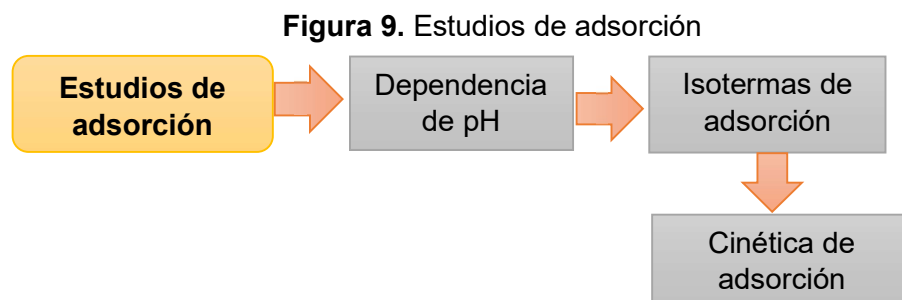 Figura 9. Estudios de adsorción
Estudios de
adsorción
Dependencia
de pH
Isotermas de
adsorción
Cinética de
adsorción